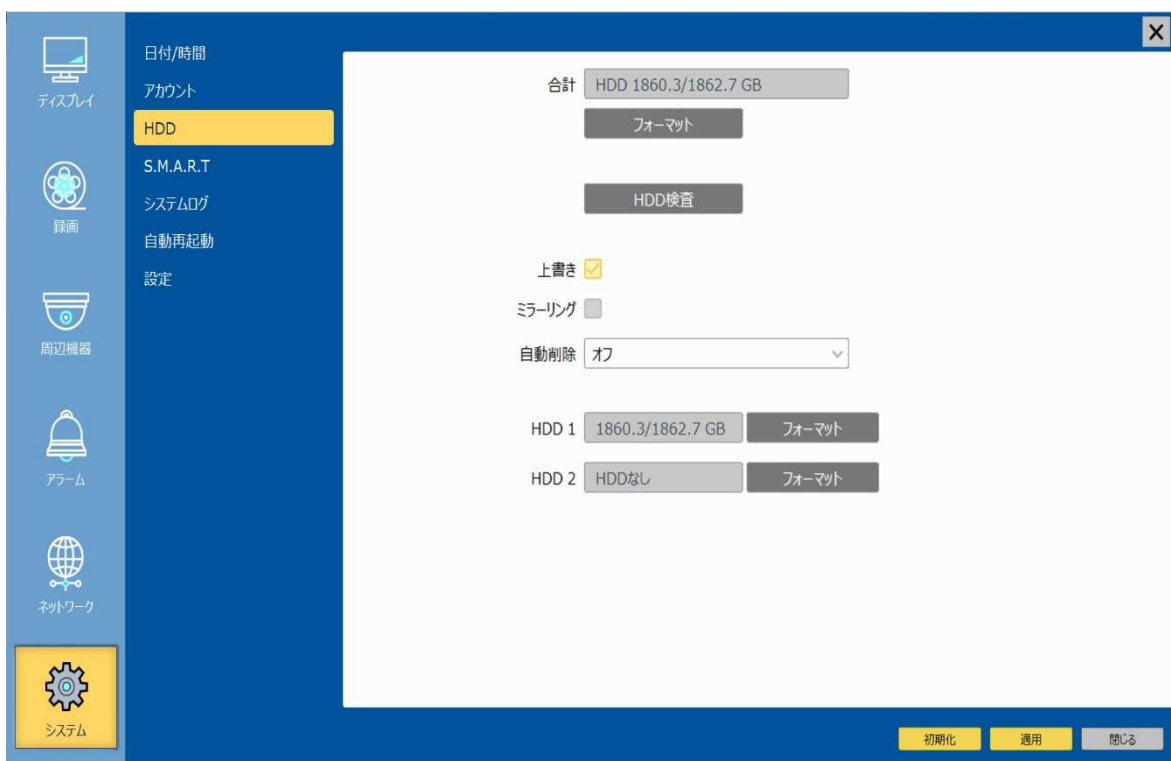 ディスプレイ
録画
周辺機器
アラーム
ネットワーク
システム
日付/時間
アカウント
HDD
S.M.A.R.T
システムログ
自動再起動
設定
X
合計 HDD 1860.3/1862.7 GB
フォーマット
HDD検査
上書き
ミラーリング
自動削除 オフ
HDD 1 1860.3/1862.7 GB フォーマット
HDD 2 HDDなし フォーマット
初期化 適用 閉じる